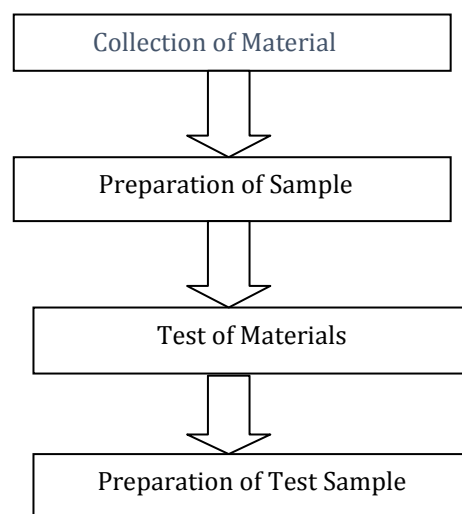 Collection of Material
Preparation of Sample
Test of Materials
Preparation of Test Sample